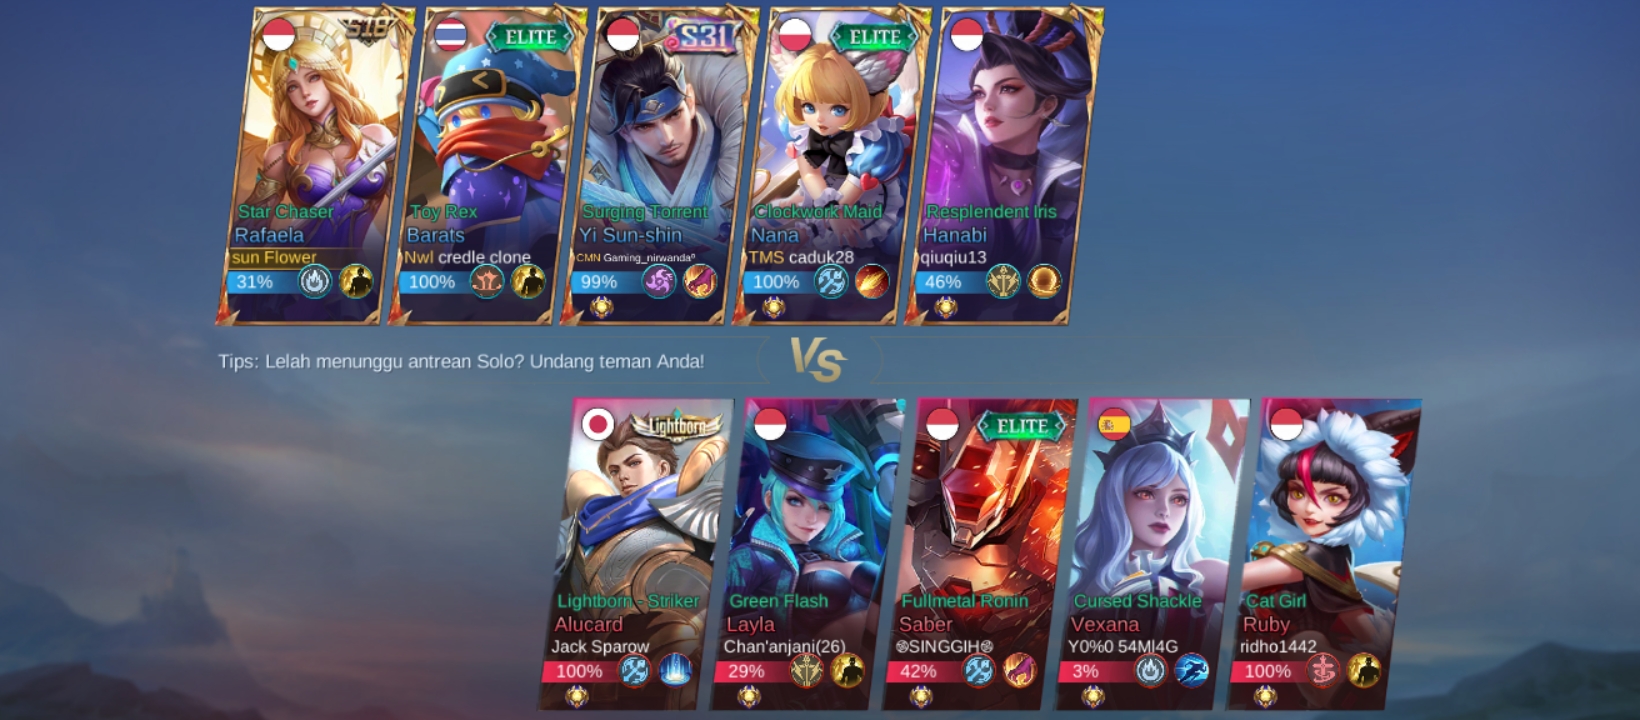 S18
ELITE
S31
ELITE
Star Chaser
Rafaela
sun Flower
31%
Toy Rex
Barats
Nwl credle clone
100%
Surging Torrent
Yi Sun-shin
CMN Gaming_nirwandaᵃ
99%
Clockwork Maid
Nana
TMS caduk28
100%
Resplendent Iris
Hanabi
qiuqiu13
46%
Tips: Lelah menunggu antrean Solo? Undang teman Anda!
VS
Lightborn
ELITE
Lightborn - Striker
Alucard
Jack Sparow
100%
Green Flash
Layla
Chan'anjani(26)
29%
Fullmetal Ronin
Saber
SINGGIH
42%
Cursed Shackle
Vexana
Y0%0 54M|4G
3%
Cat Girl
Ruby
ridho1442
100%